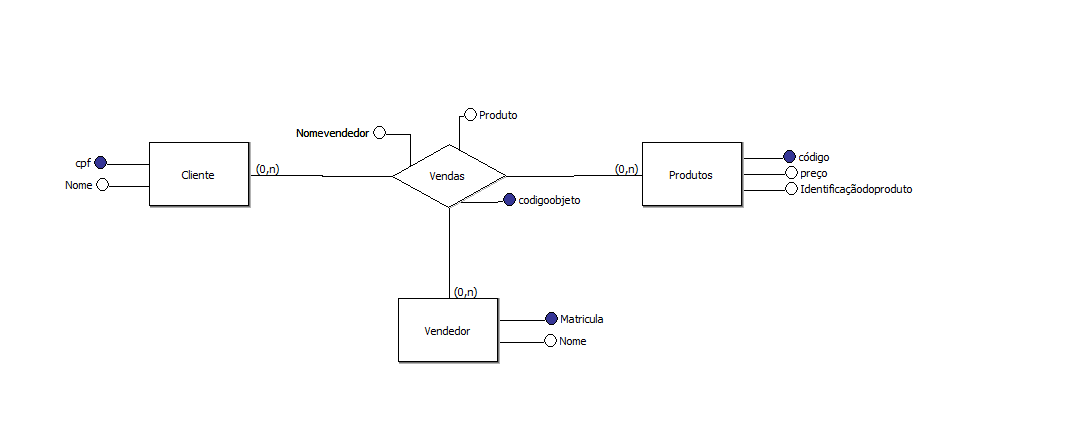 Produto
Nomevendedor
cpf
Nome
Cliente
(0,n)
Vendas
(0,n)
Produtos
código
preço
Identificaçãodoproduto
codigoobjeto
(0,n)
Vendedor
Matricula
Nome